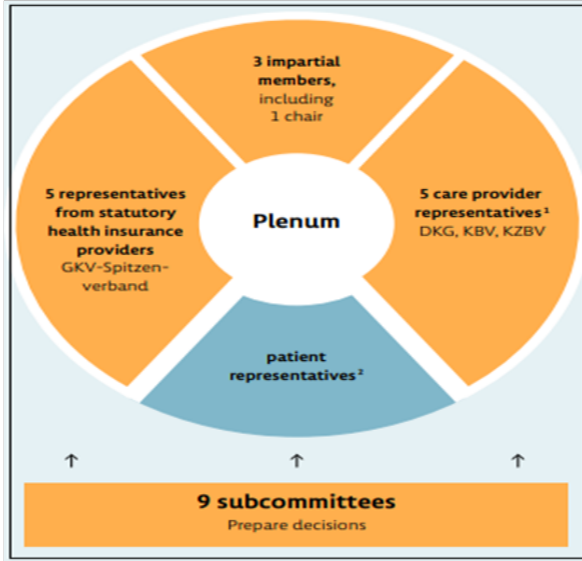 3 impartial
members,
including
1 chair
5 representatives
from statutory
health insurance
providers
GKV-Spitzen-
verband
Plenum
5 care provider
representatives¹
DKG, KBV, KZBV
patient
representatives²
↑ ↑ ↑
9 subcommittees
Prepare decisions